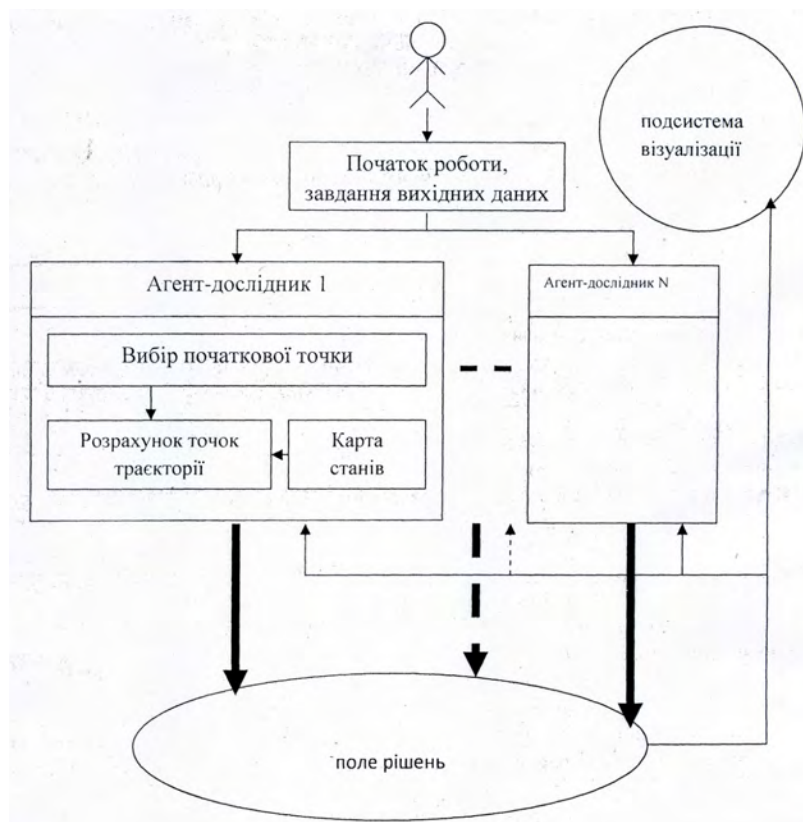 подсистема
візуалізації
Початок роботи,
завдання вихідних даних
Агент-дослідник 1
Агент-дослідник N
Вибір початкової точки
Розрахунок точок
траєкторії
Карта
станів
поле рішень